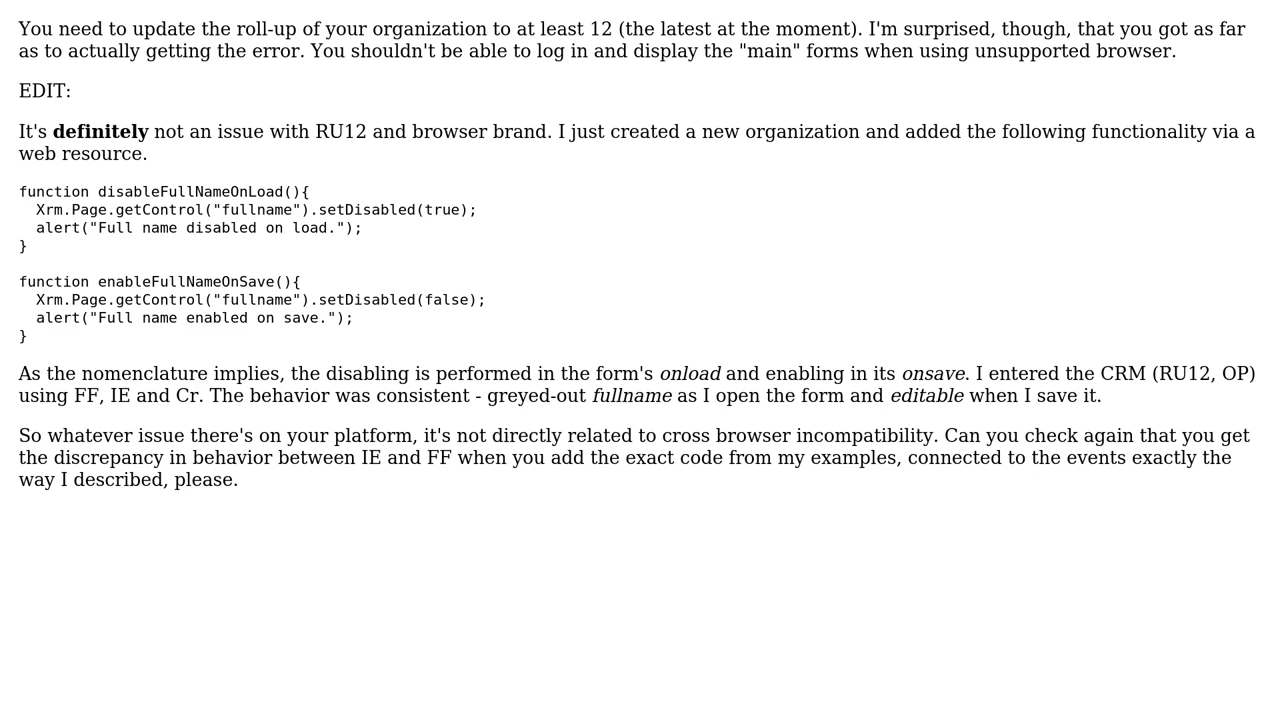 You need to update the roll-up of your organization to at least 12 (the latest at the moment). I'm surprised, though, that you got as far
as to actually getting the error. You shouldn't be able to log in and display the "main" forms when using unsupported browser.
EDIT:
It's definitely not an issue with RU12 and browser brand. I just created a new organization and added the following functionality via a
web resource.
function disableFullNameOnLoad(){
  Xrm.Page.getControl("fullname").setDisabled(true);
  alert("Full name disabled on load.");
}
function enableFullNameOnSave(){
  Xrm.Page.getControl("fullname").setDisabled(false);
  alert("Full name enabled on save.");
}
As the nomenclature implies, the disabling is performed in the form's onload and enabling in its onsave. I entered the CRM (RU12, OP)
using FF, IE and Cr. The behavior was consistent - greyed-out fullname as I open the form and editable when I save it.
So whatever issue there's on your platform, it's not directly related to cross browser incompatibility. Can you check again that you get
the discrepancy in behavior between IE and FF when you add the exact code from my examples, connected to the events exactly the
way I described, please.